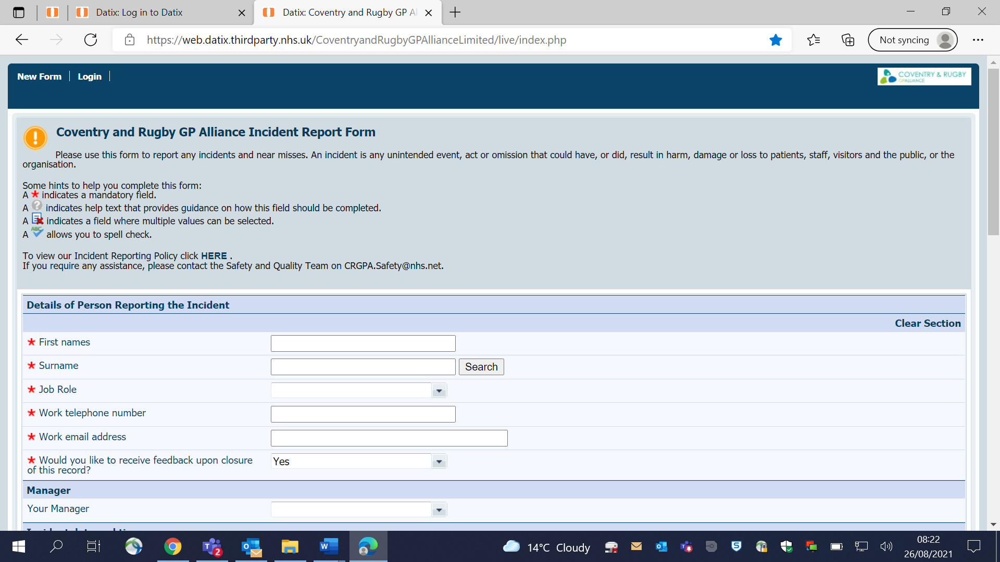 Datix: Log in to Datix
Datix: Coventry and Rugby GP Al
https://web.datix.thirdparty.nhs.uk/CoventryandRugbyGPAllianceLimited/live/index.php
Not syncing
New Form
Login
COVENTRY & RUGBY
GPALLIANCE
Coventry and Rugby GP Alliance Incident Report Form
Please use this form to report any incidents and near misses. An incident is any unintended event, act or omission that could have, or did, result in harm, damage or loss to patients, staff, visitors and the public, or the
organisation.
Some hints to help you complete this form:
A * indicates a mandatory field.
A ? indicates help text that provides guidance on how this field should be completed.
A indicates a field where multiple values can be selected.
A ABC allows you to spell check.
To view our Incident Reporting Policy click HERE .
If you require any assistance, please contact the Safety and Quality Team on CRGPA.Safety@nhs.net.
Details of Person Reporting the Incident
Clear Section
* First names
* Surname
Search
* Job Role
* Work telephone number
* Work email address
* Would you like to receive feedback upon closure
of this record?
Yes
Manager
Your Manager
14°C Cloudy
08:22
26/08/2021